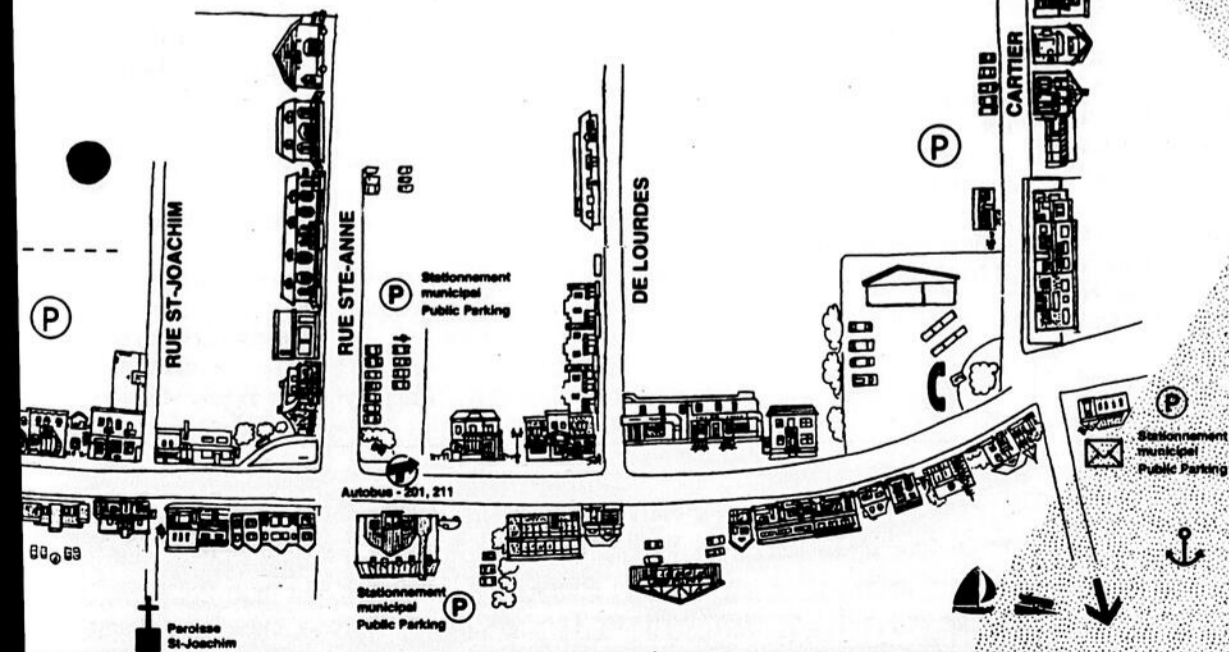 CARTIER
P
RUE ST-JOACHIM
RUE STE-ANNE
DE LOURDES
P
Stationnement
municipal
Public Parking
P
P
Stationnement
municipal
Public Parking
Autobus - 201, 211
Stationnement
municipal
Public Parking
P
Paroisse
St-Joachim